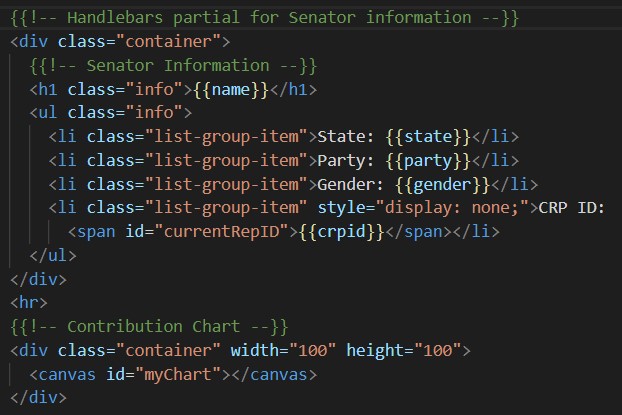 {{!-- Handlebars partial for Senator information --}}
<div class="container">
  {{!-- Senator Information --}}
  <h1 class="info">{{name}}</h1>
  <ul class="info">
    <li class="list-group-item">State: {{state}}</li>
    <li class="list-group-item">Party: {{party}}</li>
    <li class="list-group-item">Gender: {{gender}}</li>
    <li class="list-group-item" style="display: none;">CRP ID:
      <span id="currentRepID">{{crpid}}</span></li>
  </ul>
</div>
<hr>
{{!-- Contribution Chart --}}
<div class="container" width="100" height="100">
  <canvas id="myChart"></canvas>
</div>